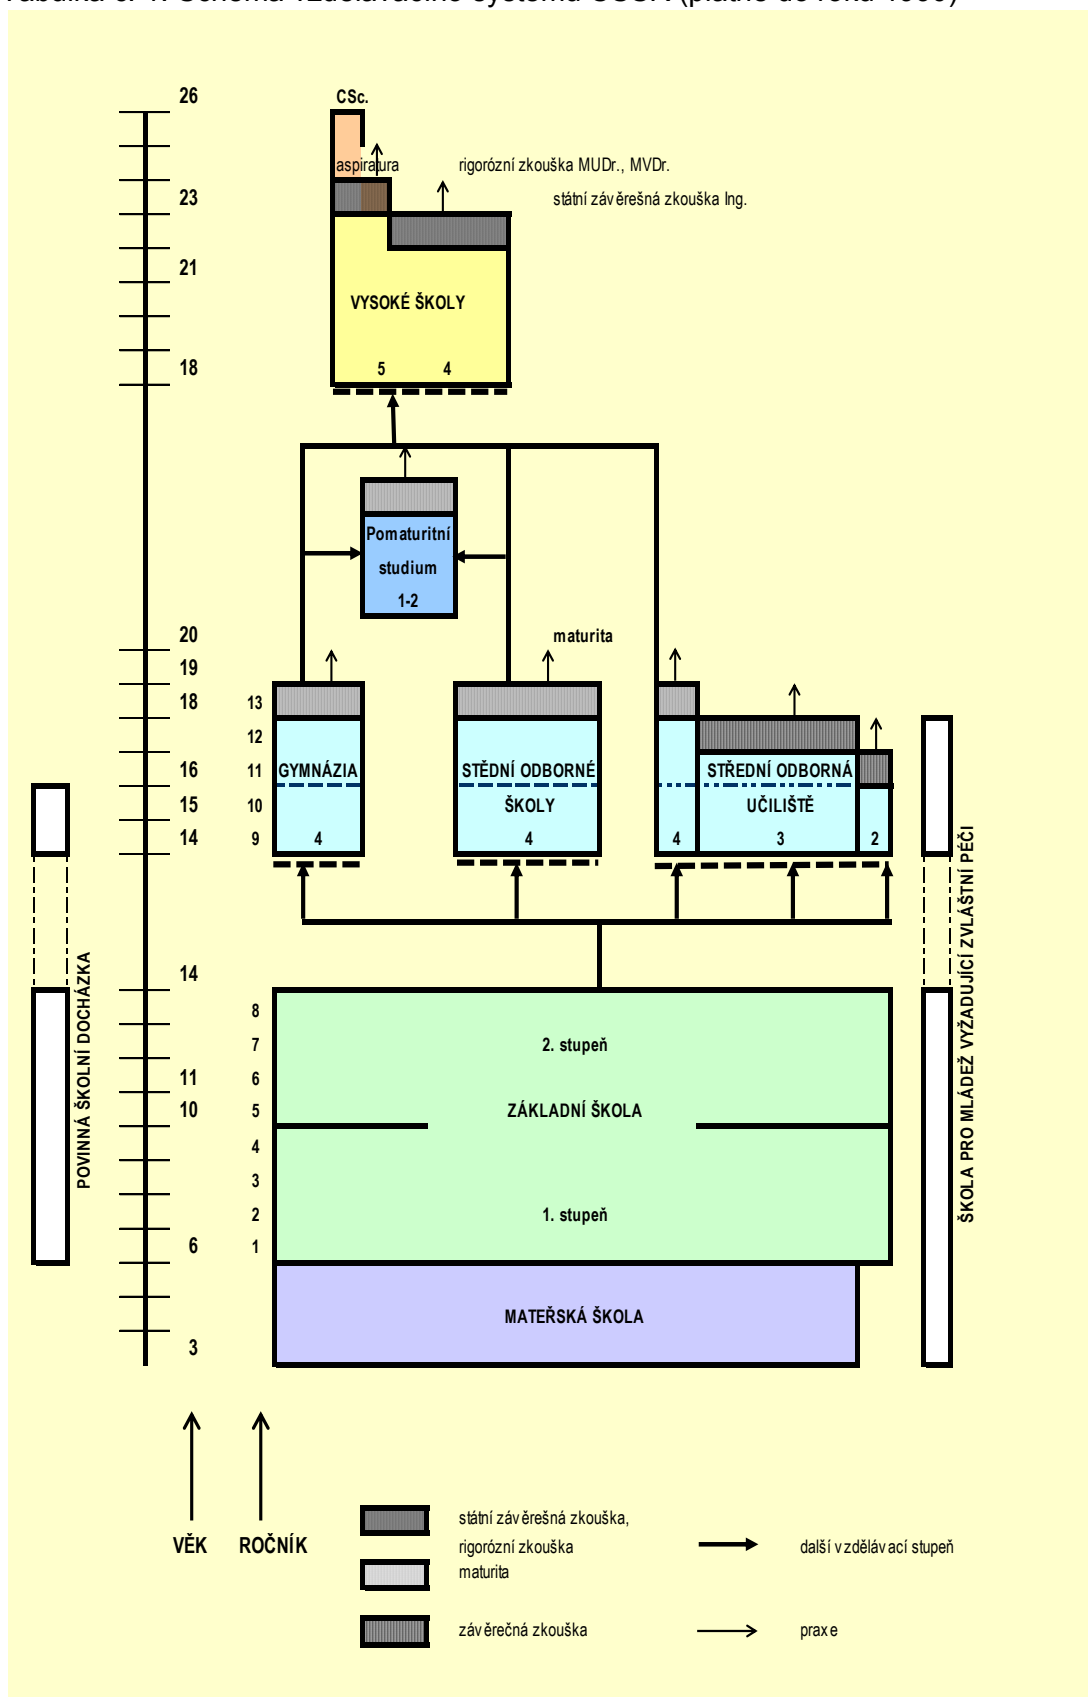 26
CSc.
aspiratura
rigorózní zkouška MUDr., MVDr.
23
státní závěrešná zkouška Ing.
21
VYSOKÉ ŠKOLY
18
5
4
Pomaturitní
studium
1-2
20
maturita
19
18
13
12
16
11
GYMNÁZIA
STĚDNÍ ODBORNÉ
STŘEDNÍ ODBORNÁ
15
10
ŠKOLY
UČILIŠTĚ
14
9
4
4
4
3
2
14
8
7
2. stupeň
11
6
10
5
ZÁKLADNÍ ŠKOLA
4
3
2
1. stupeň
6
1
MATEŘSKÁ ŠKOLA
3
POVINNÁ ŠKOLNÍ DOCHÁZKA
ŠKOLA PRO MLÁDEŽ VYŽADUJÍCÍ ZVLÁŠTNÍ PÉČI
VĚK
ROČNÍK
státní závěrešná zkouška,
rigorózní zkouška
maturita
závěrečná zkouška
další vzdělávací stupeň
praxe